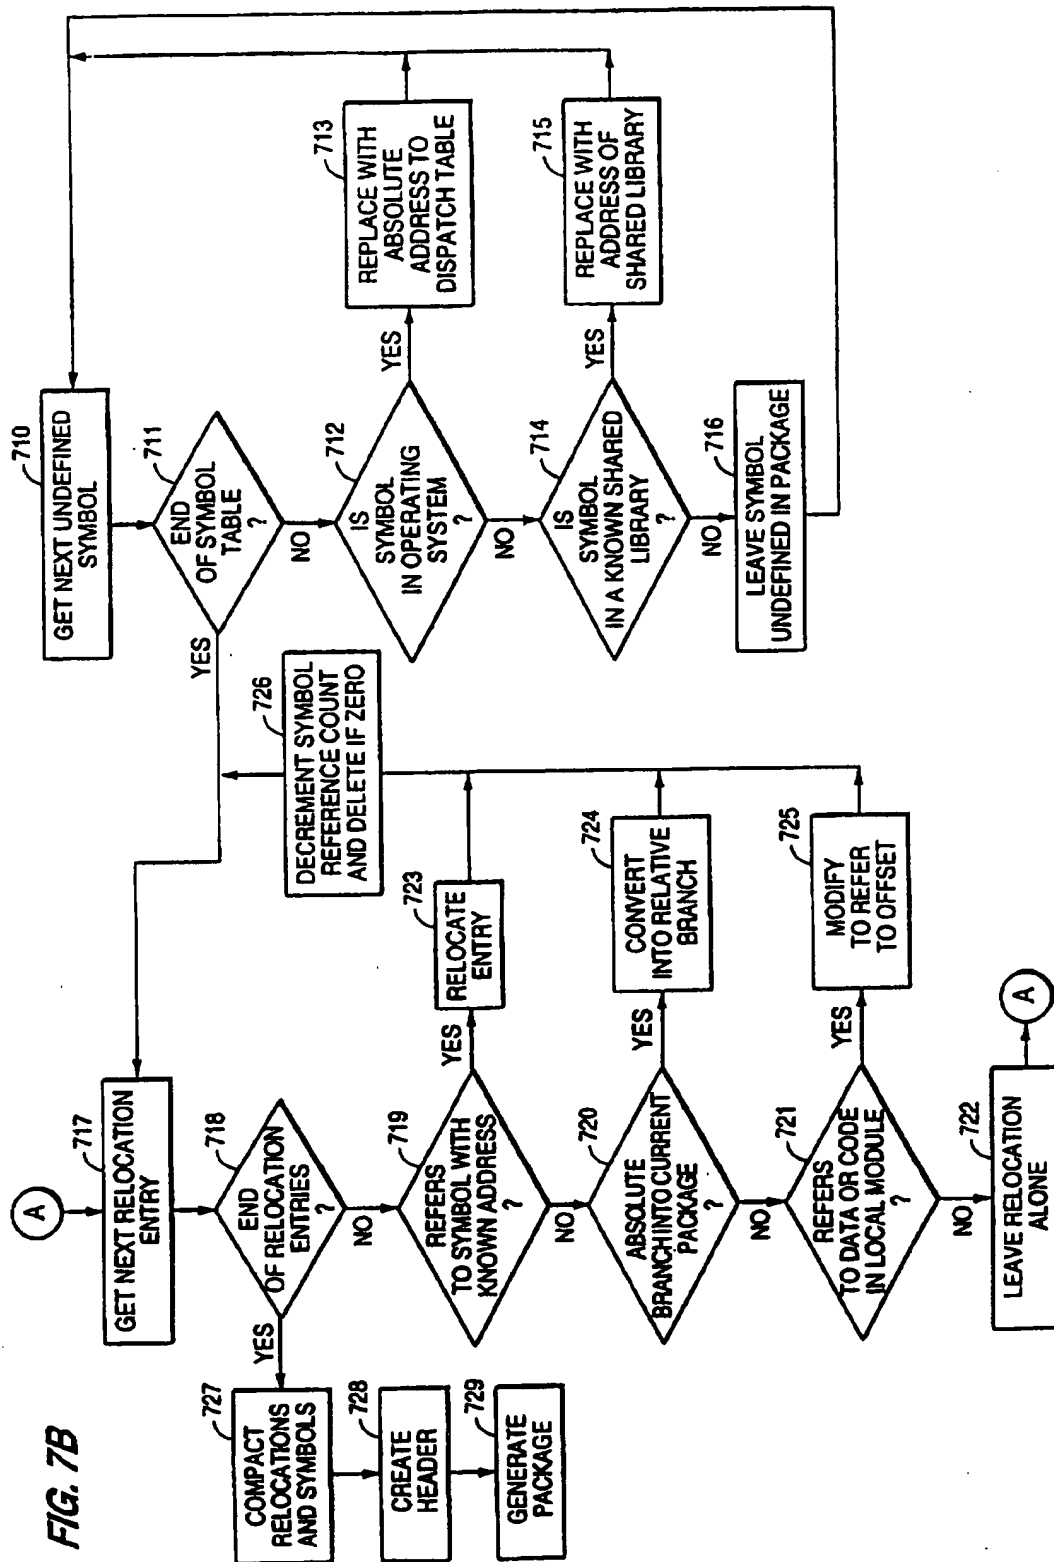 FIG. 7B
A
717
GET NEXT RELOCATION
ENTRY
718
END
OF RELOCATION
ENTRIES
?
YES
NO
727
COMPACT
RELOCATIONS
AND SYMBOLS
728
CREATE
HEADER
729
GENERATE
PACKAGE
719
REFERS
TO SYMBOL WITH
KNOWN ADDRESS
?
YES
NO
723
RELOCATE
ENTRY
720
ABSOLUTE
BRANCH INTO CURRENT
PACKAGE
?
YES
NO
724
CONVERT
INTO RELATIVE
BRANCH
721
REFERS
TO DATA OR CODE
IN LOCAL MODULE
?
YES
NO
725
MODIFY
TO REFER
TO OFFSET
722
LEAVE RELOCATION
ALONE
A
726
DECREMENT SYMBOL
REFERENCE COUNT
AND DELETE IF ZERO
710
GET NEXT UNDEFINED
SYMBOL
711
END
OF SYMBOL
TABLE
?
YES
NO
712
IS
SYMBOL
IN OPERATING
SYSTEM
?
YES
NO
713
REPLACE WITH
ABSOLUTE
ADDRESS TO
DISPATCH TABLE
714
IS
SYMBOL
IN A KNOWN SHARED
LIBRARY
?
YES
NO
715
REPLACE WITH
ADDRESS OF
SHARED LIBRARY
716
LEAVE SYMBOL
UNDEFINED IN PACKAGE